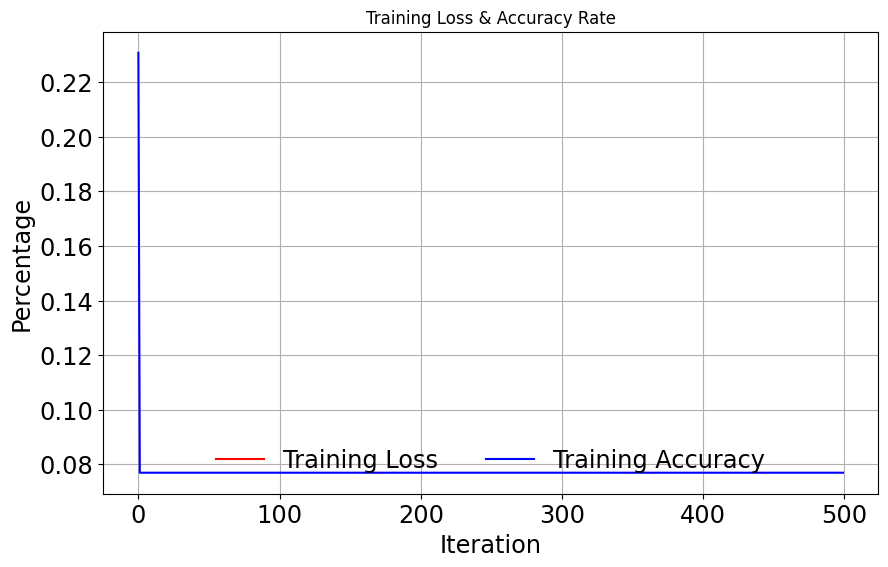 Training Loss & Accuracy Rate
Percentage
0.22
0.20
0.18
0.16
0.14
0.12
0.10
0.08
Training Loss Training Accuracy
0 100 200 300 400 500
Iteration